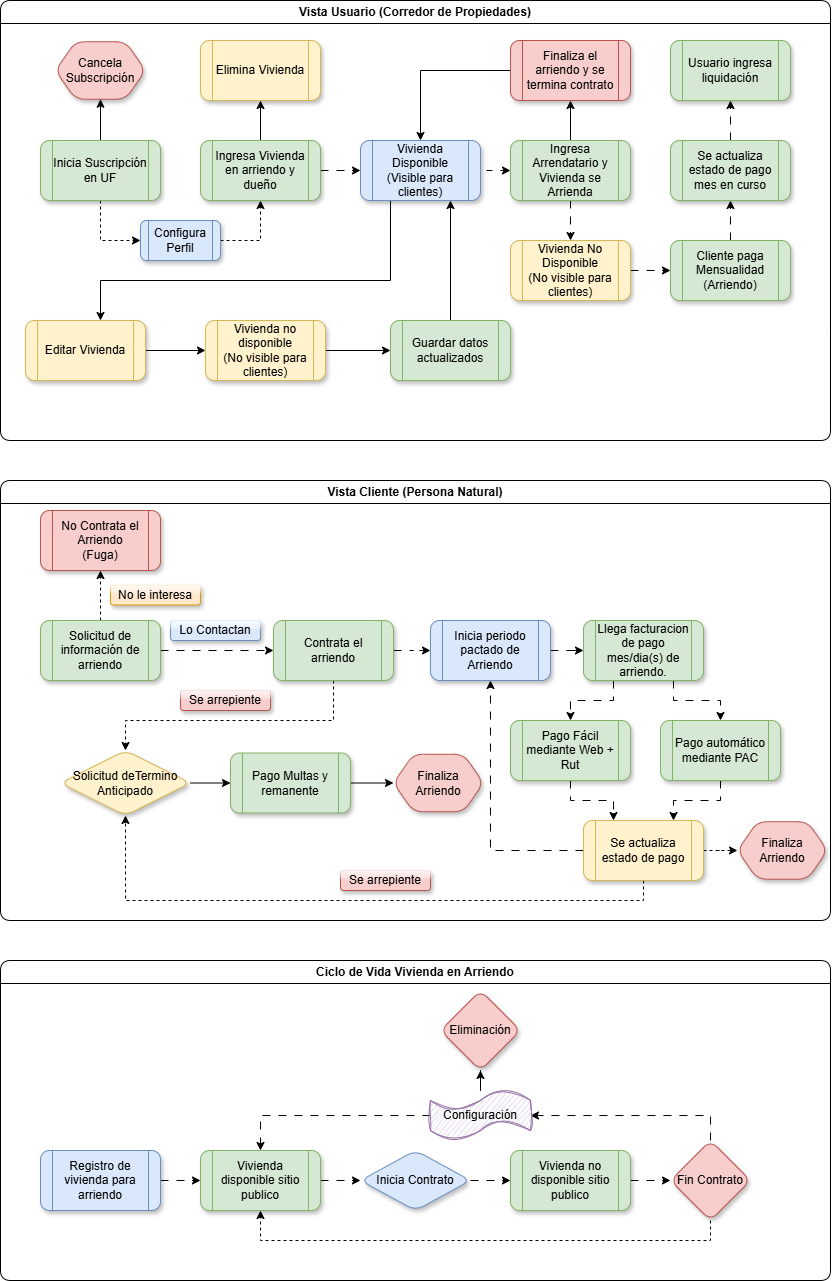 Vista Usuario (Corredor de Propiedades)
Cancela
Subscripción
Elimina Vivienda
Finaliza el
arriendo y se
termina contrato
Usuario ingresa
liquidación
Inicia Suscripción
en UF
Ingresa Vivienda
en arriendo y
dueño
Vivienda
Disponible
(Visible para
clientes)
Ingresa
Arrendatario y
Vivienda se
Arrienda
Se actualiza
estado de pago
mes en curso
Configura
Perfil
Vivienda No
Disponible
(No visible para
clientes)
Cliente paga
Mensualidad
(Arriendo)
Editar Vivienda
Vivienda no
disponible
(No visible para
clientes)
Guardar datos
actualizados
Vista Cliente (Persona Natural)
No Contrata el
Arriendo
(Fuga)
No le interesa
Solicitud de
información de
arriendo
Lo Contactan
Contrata el
arriendo
Inicia periodo
pactado de
Arriendo
Llega facturacion
de pago
mes/dia(s) de
arriendo.
Se arrepiente
Pago Fácil
mediante Web +
Rut
Pago automático
mediante PAC
Solicitud deTermino
Anticipado
Pago Multas y
remanente
Finaliza
Arriendo
Se actualiza
estado de pago
Finaliza
Arriendo
Se arrepiente
Ciclo de Vida Vivienda en Arriendo
Eliminación
Configuración
Registro de
vivienda para
arriendo
Vivienda
disponible sitio
publico
Inicia Contrato
Vivienda no
disponible sitio
publico
Fin Contrato